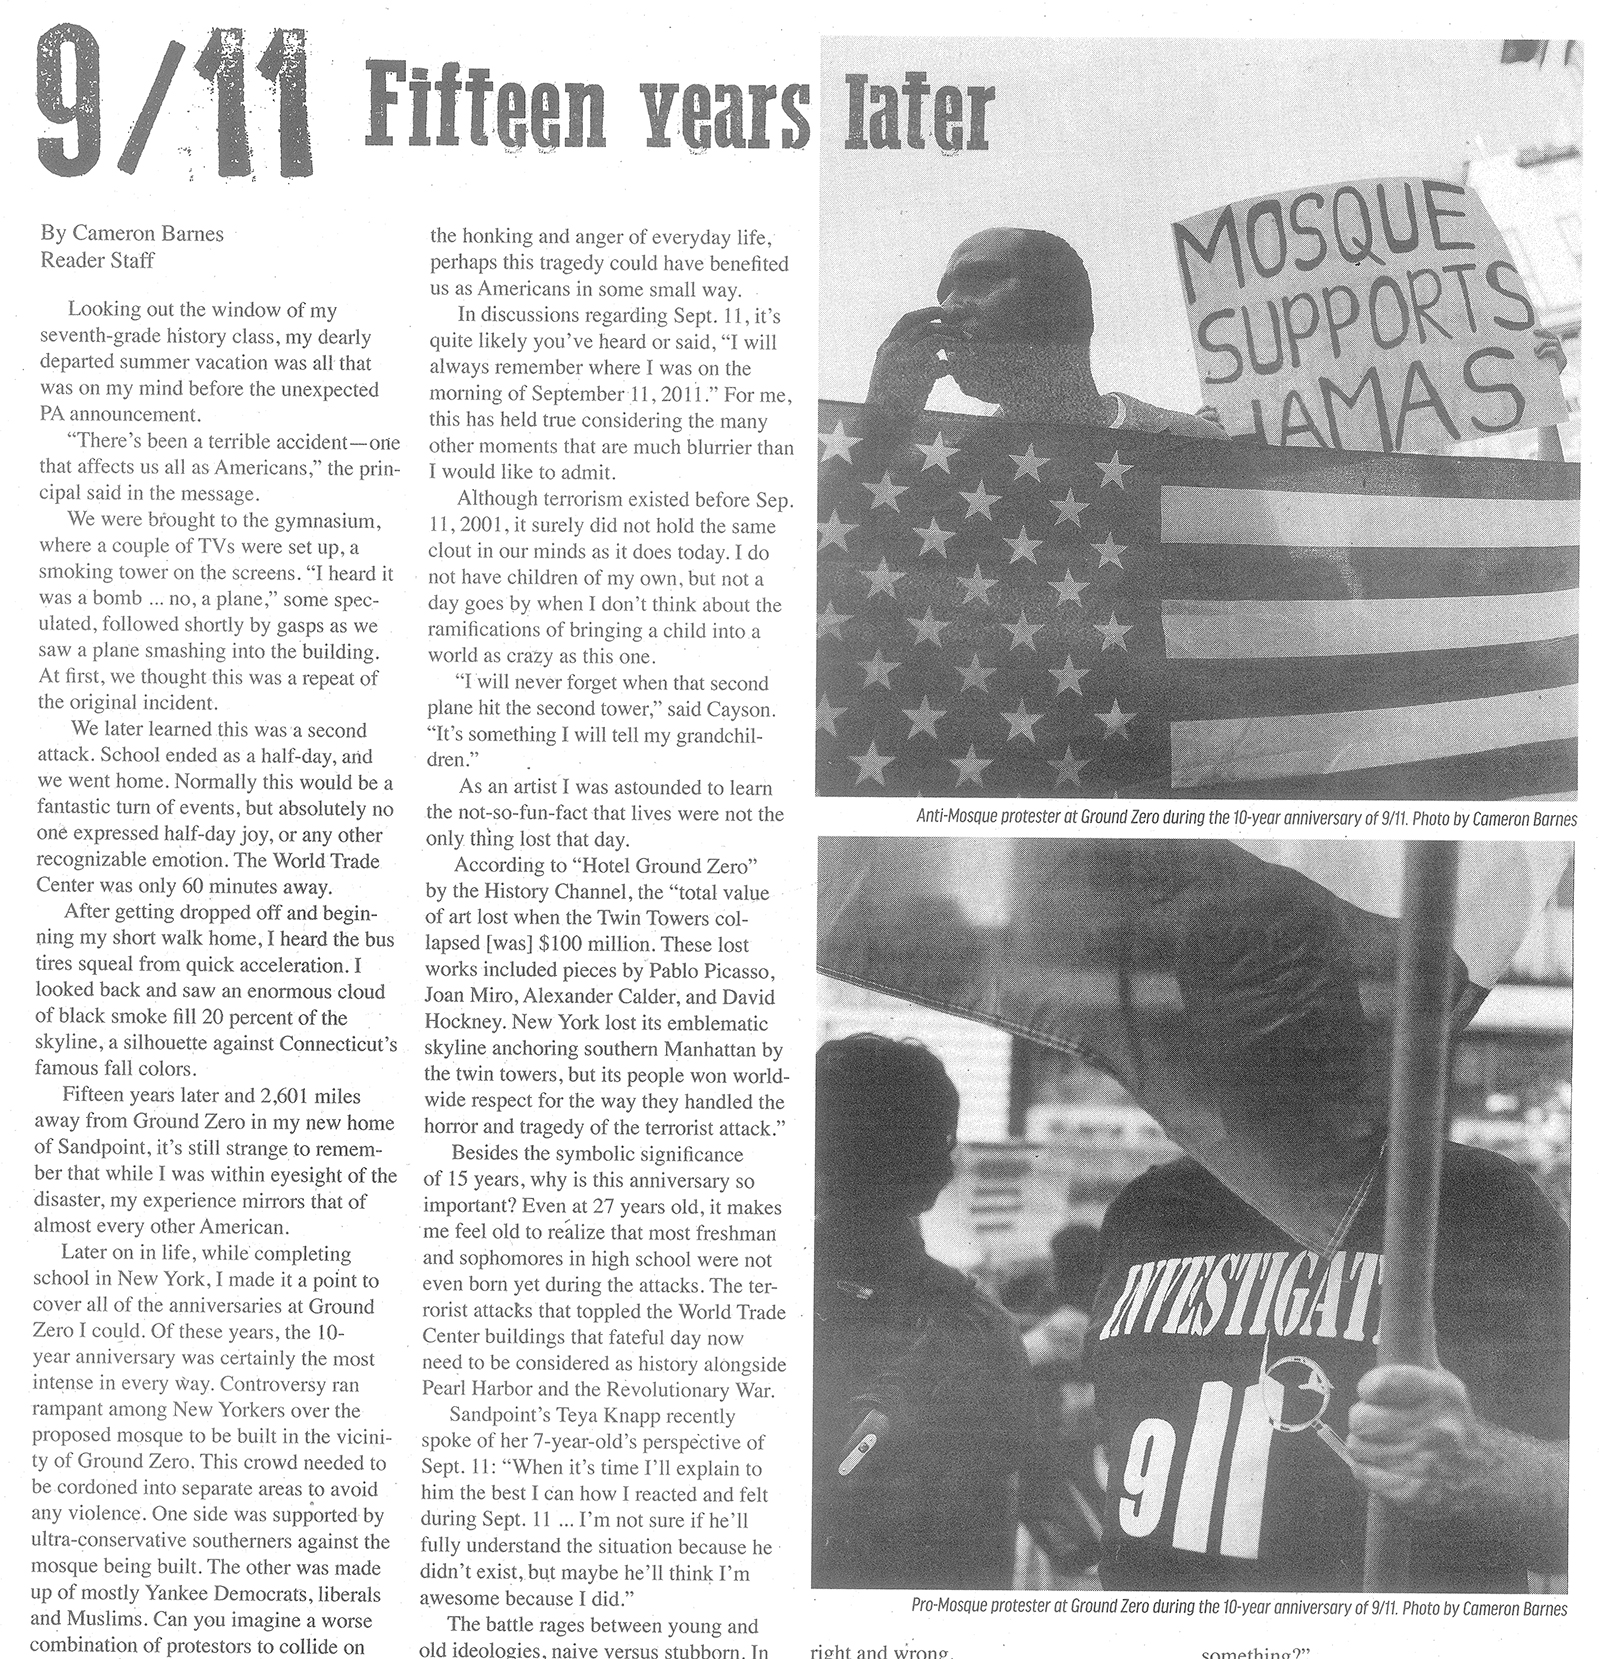 9/11 Fifteen years later
By Cameron Barnes
Reader Staff
Looking out the window of my
seventh-grade history class, my dearly
departed summer vacation was all that
was on my mind before the unexpected
PA announcement.
“There’s been a terrible accident—one
that affects us all as Americans,” the prin-
cipal said in the message.
We were brought to the gymnasium,
where a couple of TVs were set up, a
smoking tower on the screens. “I heard it
was a bomb ... no, a plane,” some spec-
ulated, followed shortly by gasps as we
saw a plane smashing into the building.
At first, we thought this was a repeat of
the original incident.
We later learned this was a second
attack. School ended as a half-day, and
we went home. Normally this would be a
fantastic turn of events, but absolutely no
one expressed half-day joy, or any other
recognizable emotion. The World Trade
Center was only 60 minutes away.
After getting dropped off and begin-
ning my short walk home, I heard the bus
tires squeal from quick acceleration. I
looked back and saw an enormous cloud
of black smoke fill 20 percent of the
skyline, a silhouette against Connecticut’s
famous fall colors.
Fifteen years later and 2,601 miles
away from Ground Zero in my new home
of Sandpoint, it’s still strange to remem-
ber that while I was within eyesight of the
disaster, my experience mirrors that of
almost every other American.
Later on in life, while completing
school in New York, I made it a point to
cover all of the anniversaries at Ground
Zero I could. Of these years, the 10-
year anniversary was certainly the most
intense in every way. Controversy ran
rampant among New Yorkers over the
proposed mosque to be built in the vicini-
ty of Ground Zero. This crowd needed to
be cordoned into separate areas to avoid
any violence. One side was supported by
ultra-conservative southerners against the
mosque being built. The other was made
up of mostly Yankee Democrats, liberals
and Muslims. Can you imagine a worse
combination of protestors to collide on
the honking and anger of everyday life,
perhaps this tragedy could have benefited
us as Americans in some small way.
In discussions regarding Sept. 11, it’s
quite likely you’ve heard or said, “I will
always remember where I was on the
morning of September 11, 2011.” For me,
this has held true considering the many
other moments that are much blurrier than
I would like to admit.
Although terrorism existed before Sep.
11, 2001, it surely did not hold the same
clout in our minds as it does today. I do
not have children of my own, but not a
day goes by when I don’t think about the
ramifications of bringing a child into a
world as crazy as this one.
“I will never forget when that second
plane hit the second tower,” said Cayson.
“It’s something I will tell my grandchil-
dren.”
As an artist I was astounded to learn
the not-so-fun-fact that lives were not the
only thing lost that day.
According to “Hotel Ground Zero”
by the History Channel, the “total value
of art lost when the Twin Towers col-
lapsed [was] $100 million. These lost
works included pieces by Pablo Picasso,
Joan Miro, Alexander Calder, and David
Hockney. New York lost its emblematic
skyline anchoring southern Manhattan by
the twin towers, but its people won world-
wide respect for the way they handled the
horror and tragedy of the terrorist attack.”
Besides the symbolic significance
of 15 years, why is this anniversary so
important? Even at 27 years old, it makes
me feel old to realize that most freshman
and sophomores in high school were not
even born yet during the attacks. The ter-
rorist attacks that toppled the World Trade
Center buildings that fateful day now
need to be considered as history alongside
Pearl Harbor and the Revolutionary War.
Sandpoint’s Teya Knapp recently
spoke of her 7-year-old’s perspective of
Sept. 11: “When it’s time I’ll explain to
him the best I can how I reacted and felt
during Sept. 11 ... I’m not sure if he’ll
fully understand the situation because he
didn’t exist, but maybe he’ll think I’m
awesome because I did.”
The battle rages between young and
old ideologies, naive versus stubborn. In
MOSQUE
SUPPORTS
HAMAS
Anti-Mosque protester at Ground Zero during the 10-year anniversary of 9/11. Photo by Cameron Barnes
INVESTIGAT
911
Pro-Mosque protester at Ground Zero during the 10-year anniversary of 9/11. Photo by Cameron Barnes
right and wrong.
something?”